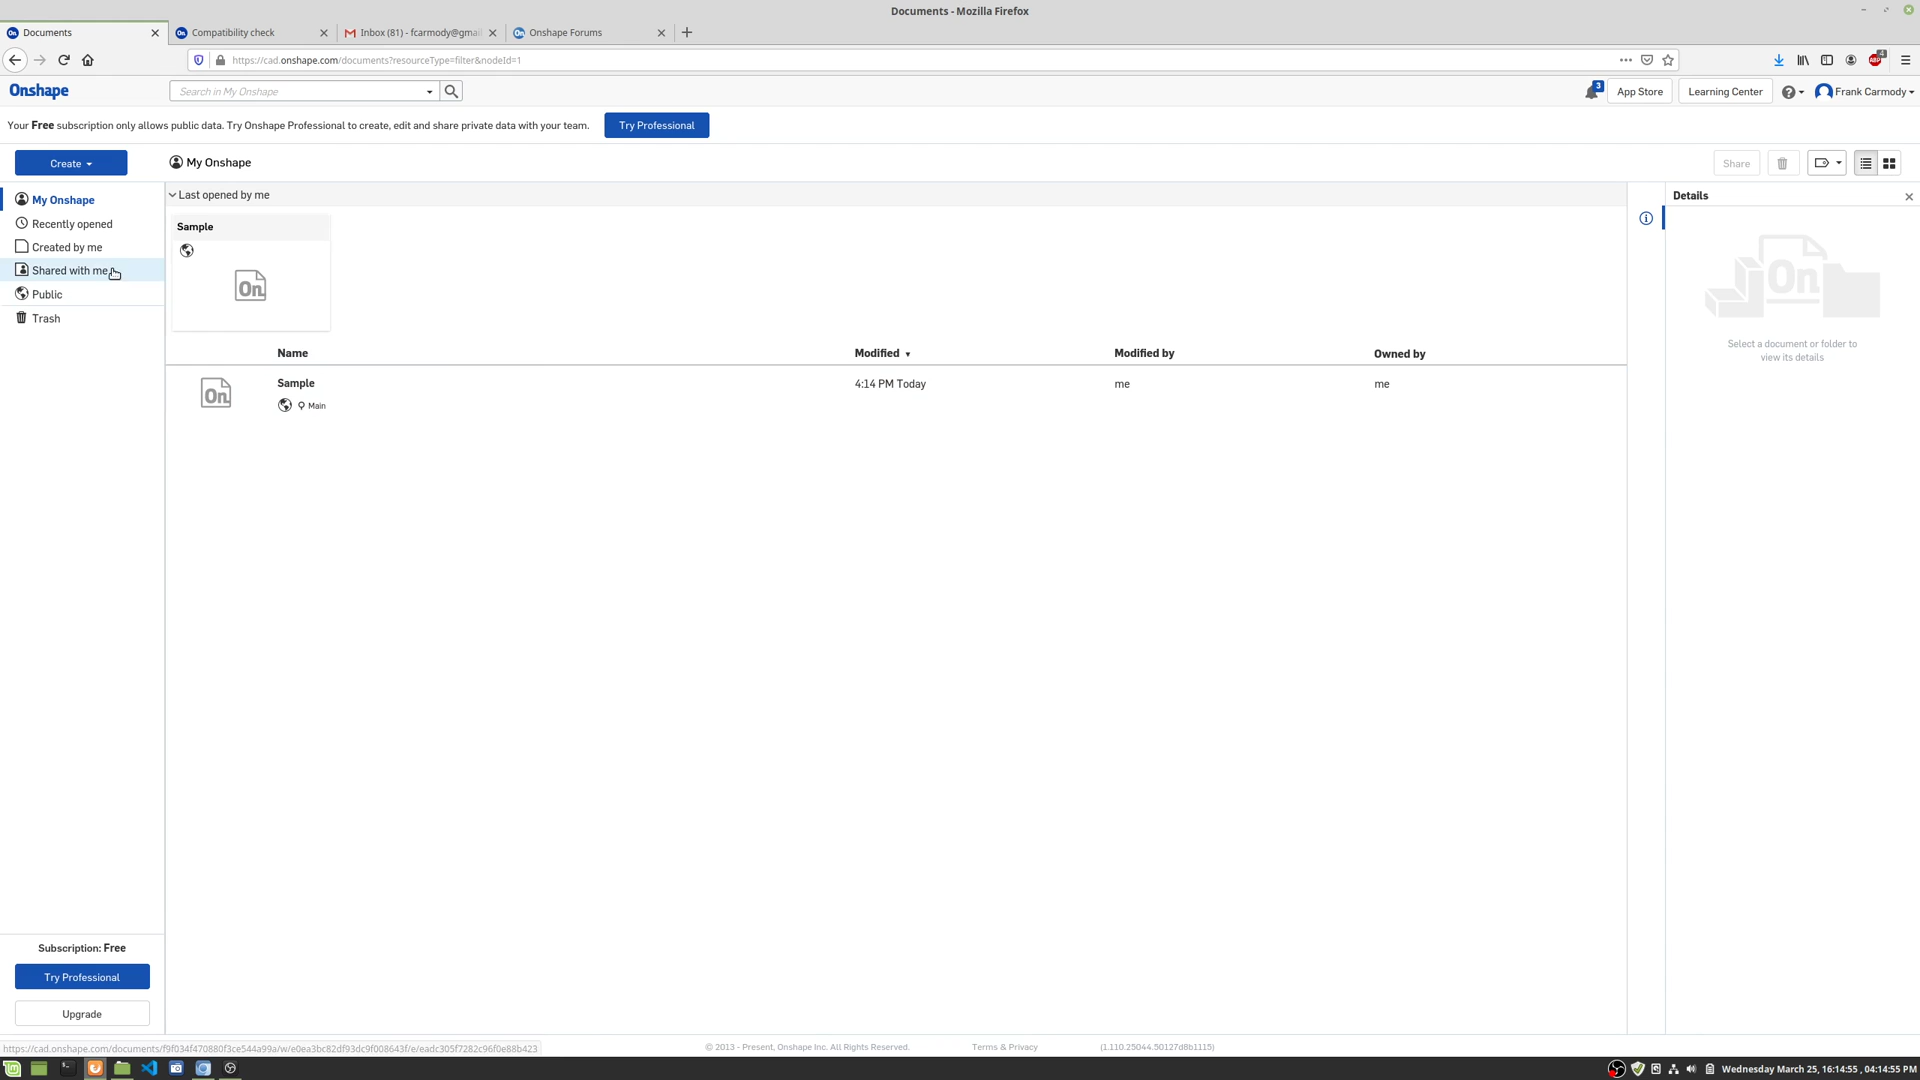 Documents - Mozilla Firefox
Documents
Compatibility check
Inbox (81) - fcarmody@gmai
Onshape Forums
https://cad.onshape.com/documents?resourceType=filter&nodeId=1
Onshape
Search in My Onshape
3
App Store
Learning Center
Frank Carmody
Your Free subscription only allows public data. Try Onshape Professional to create, edit and share private data with your team.
Try Professional
Create
My Onshape
Share
My Onshape
Recently opened
Created by me
Shared with me
Public
Trash
Last opened by me
Sample
On
Name
Modified
Modified by
Owned by
On
Sample
Main
4:14 PM Today
me
me
Details
On
Select a document or folder to
view its details
Subscription: Free
Try Professional
Upgrade
https://cad.onshape.com/documents/f9f034f470880f3ce544a99a/w/e0ea3bc82df93dc9f008643f/e/eadc305f7282c96f0e88b423
© 2013 - Present, Onshape Inc. All Rights Reserved.
Terms & Privacy
(1.110.25044.50127d8b1115)
Wednesday March 25, 16:14:55 , 04:14:55 PM